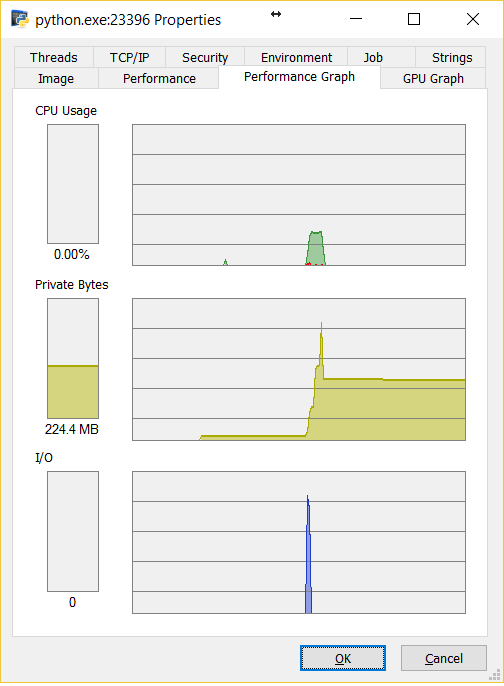 python.exe:23396 Properties
Threads TCP/IP Security Environment Job Strings
Image Performance Performance Graph GPU Graph
CPU Usage
0.00%
Private Bytes
224.4 MB
I/O
0
OK Cancel